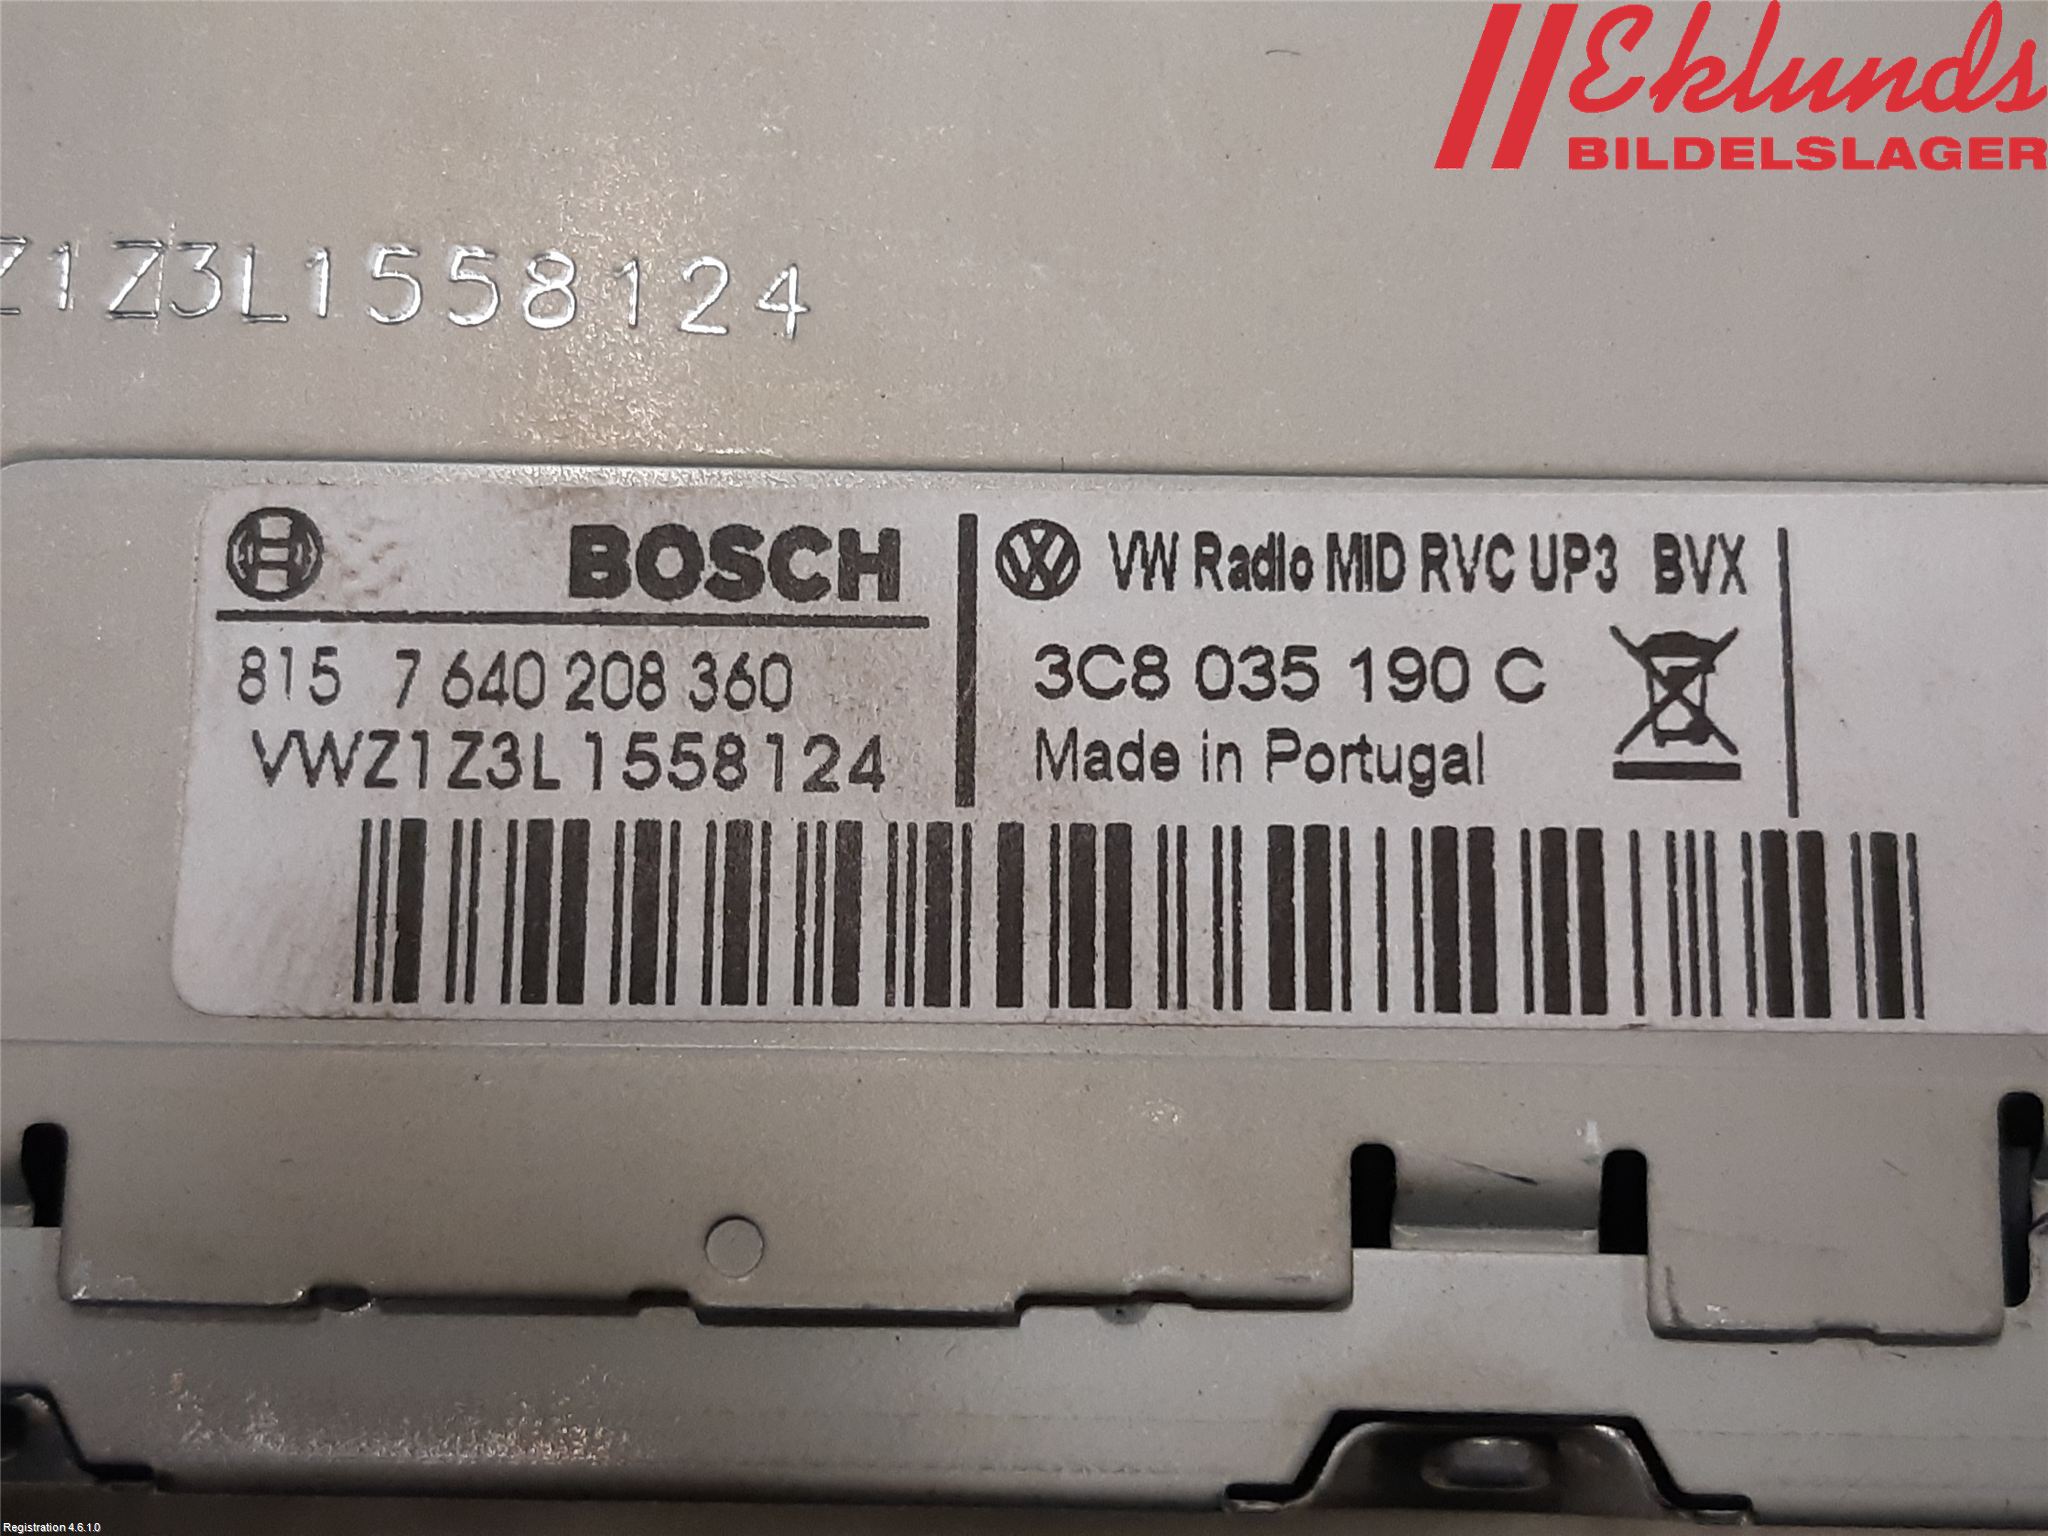 Eklunds
BILDELSLAGER
Z1Z3L1558124
BOSCH
815 7 640 208 360
VWZ1Z3L1558124
VW Radio MID RVC UP3 BVX
3C8 035 190 C
Made in Portugal
Registration 4.6.1.0